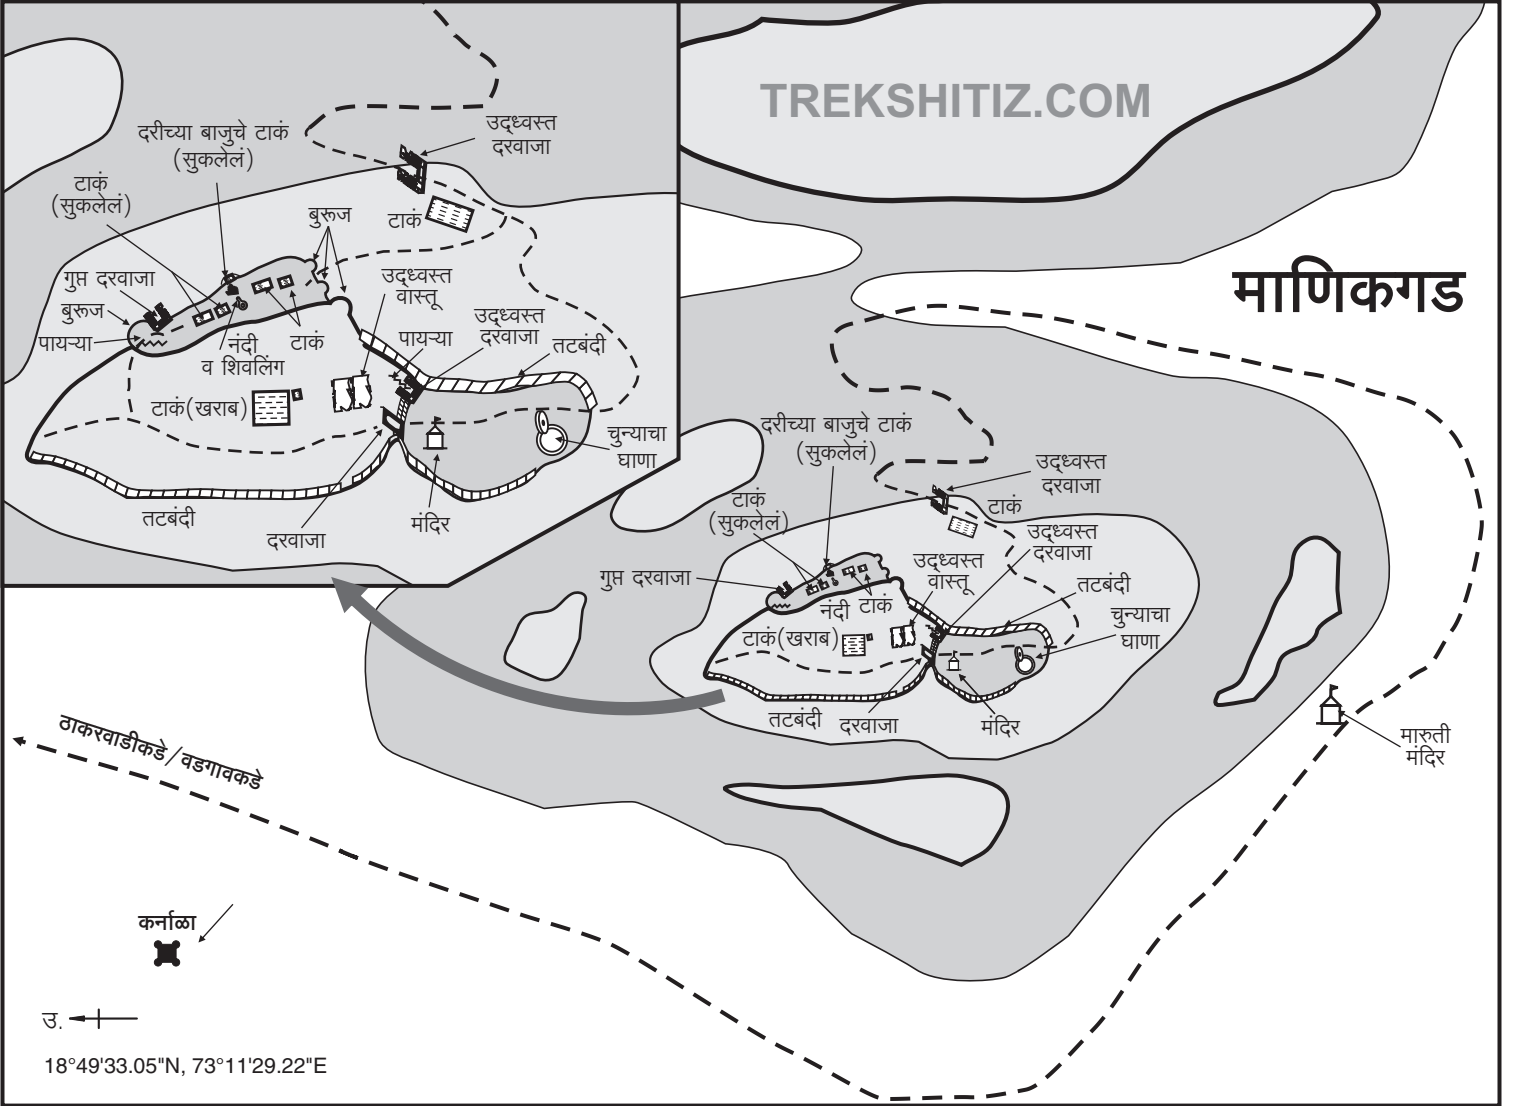 TREKSHITIZ.COM
माणिकगड
दरीच्या बाजुचे टाकं
(सुकलेलं)
उद्ध्वस्त
दरवाजा
टाकं
(सुकलेलं)
बुरूज
टाकं
गुप्त दरवाजा
बुरूज
पायऱ्या
नंदी
व शिवलिंग
टाकं
उद्ध्वस्त
वास्तू
पायऱ्या
उद्ध्वस्त
दरवाजा
तटबंदी
टाकं(खराब)
चुन्याचा
घाणा
तटबंदी
दरवाजा
मंदिर
दरीच्या बाजुचे टाकं
(सुकलेलं)
उद्ध्वस्त
दरवाजा
टाकं
(सुकलेलं)
टाकं
उद्ध्वस्त
दरवाजा
गुप्त दरवाजा
उद्ध्वस्त
वास्तू
तटबंदी
नंदी
टाकं
चुन्याचा
घाणा
टाकं(खराब)
तटबंदी
दरवाजा
मंदिर
मारुती
मंदिर
ठाकरवाडीकडे/वडगावकडे
कर्नाळा
उ.
18°49'33.05"N, 73°11'29.22"E